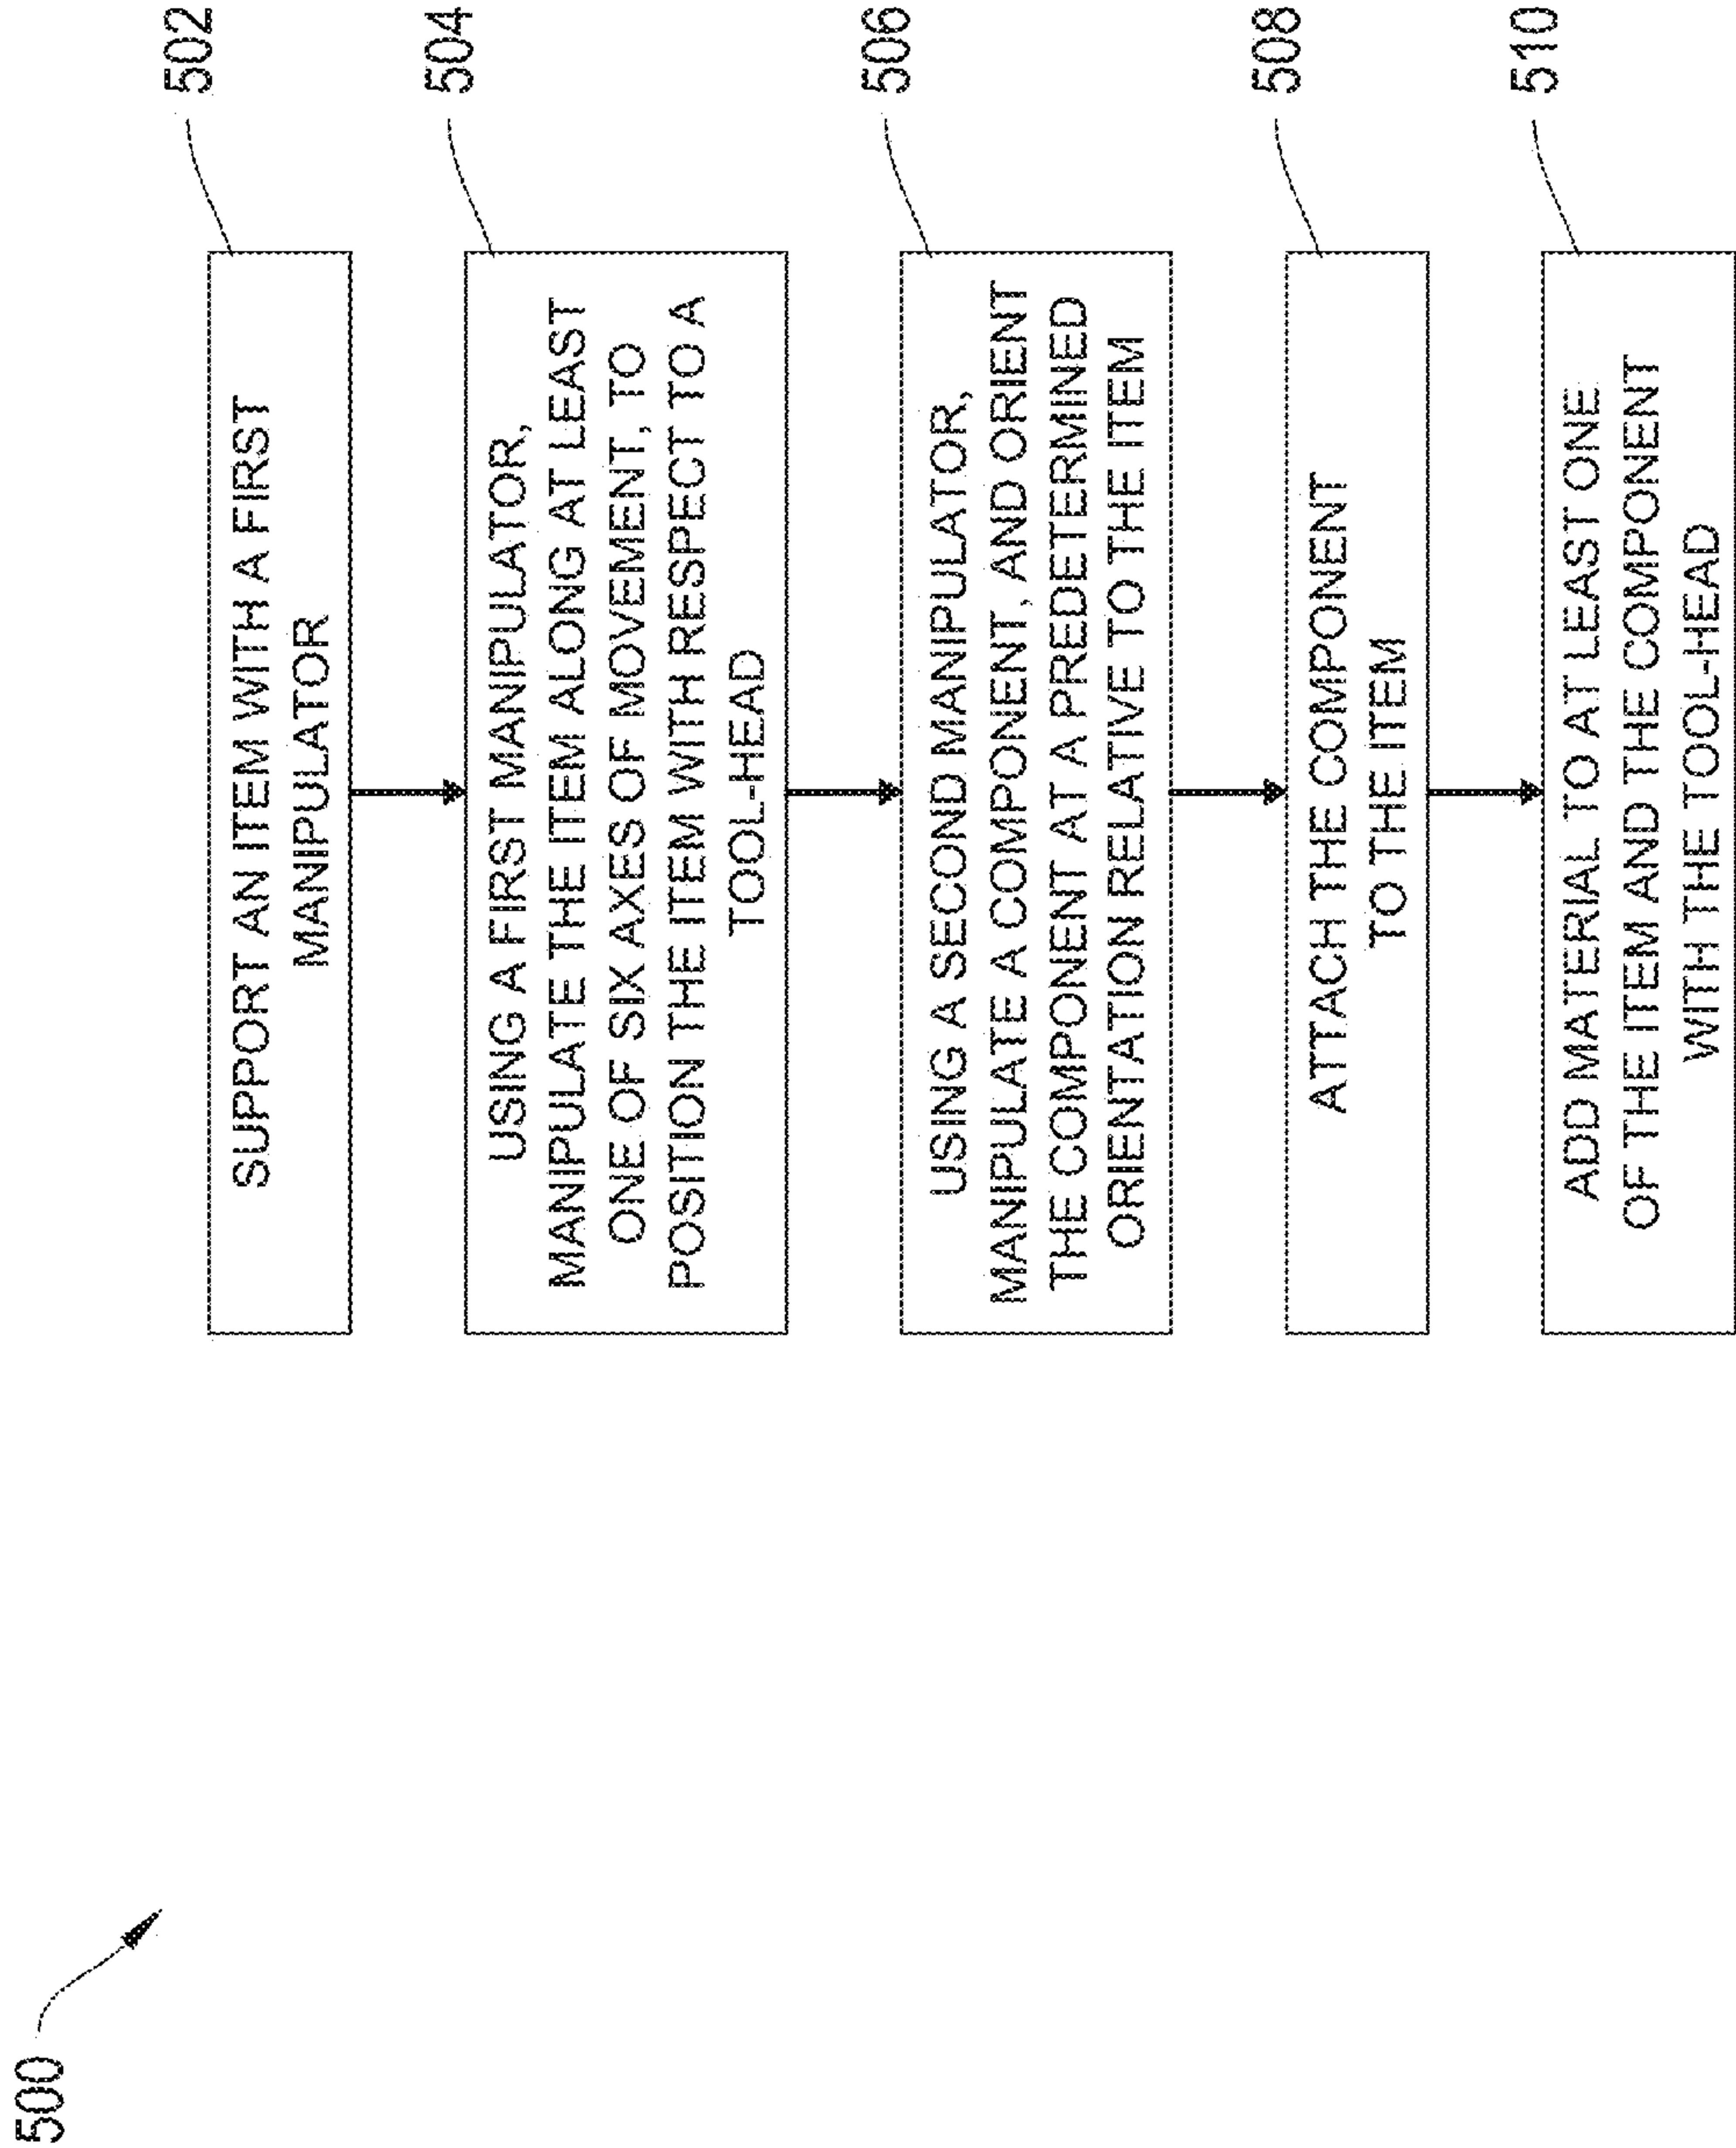 500
502
SUPPORT AN ITEM WITH A FIRST
MANIPULATOR
504
USING A FIRST MANIPULATOR,
MANIPULATE THE ITEM ALONG AT LEAST
ONE OF SIX AXES OF MOVEMENT, TO
POSITION THE ITEM WITH RESPECT TO A
TOOL-HEAD
506
USING A SECOND MANIPULATOR,
MANIPULATE A COMPONENT, AND ORIENT
THE COMPONENT AT A PREDETERMINED
ORIENTATION RELATIVE TO THE ITEM
508
ATTACH THE COMPONENT
TO THE ITEM
510
ADD MATERIAL TO AT LEAST ONE
OF THE ITEM AND THE COMPONENT
WITH THE TOOL-HEAD